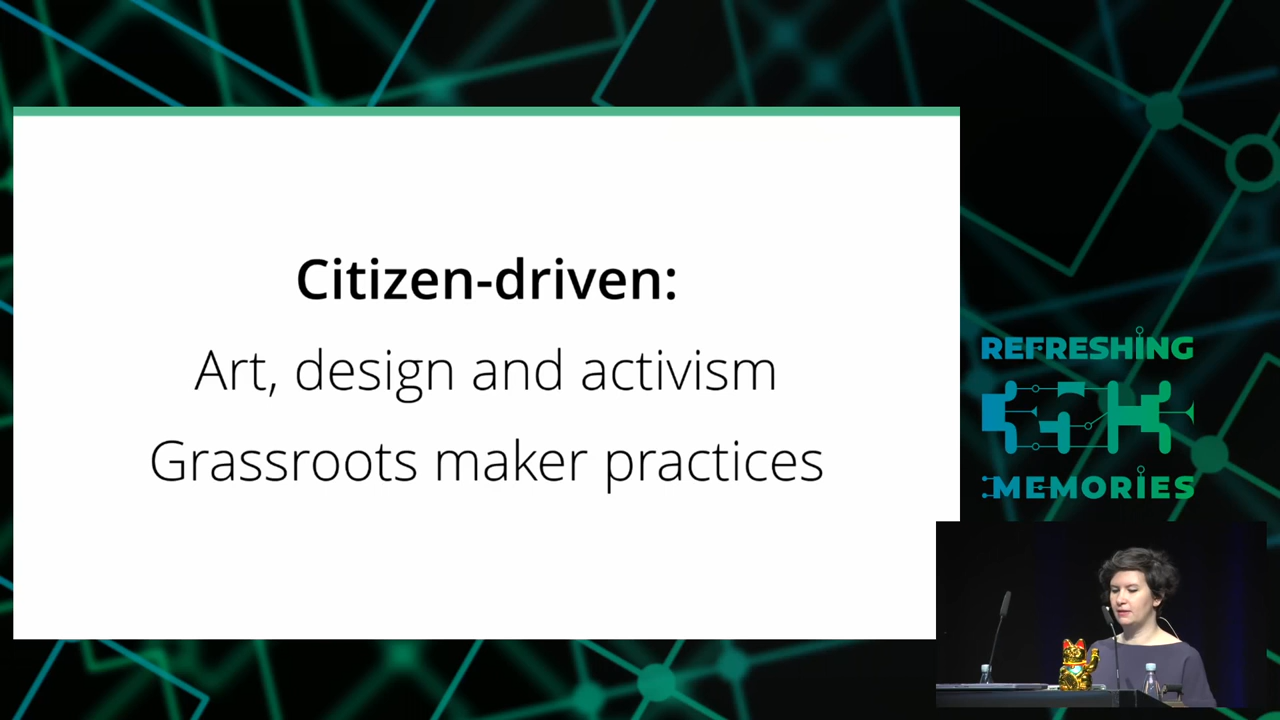 Citizen-driven:
Art, design and activism
Grassroots maker practices
REFRESHING
MEMORIES